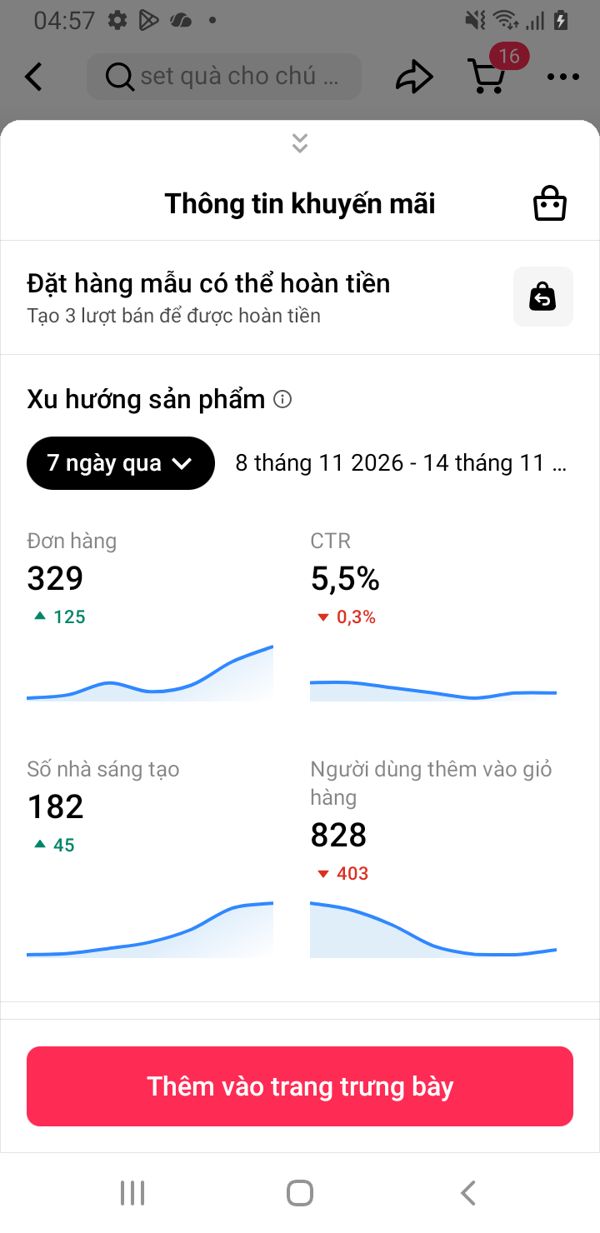 04:57
16
set quà cho chú ...
Thông tin khuyến mãi
Đặt hàng mẫu có thể hoàn tiền
Tạo 3 lượt bán để được hoàn tiền
Xu hướng sản phẩm
7 ngày qua
8 tháng 11 2026 - 14 tháng 11 ...
Đơn hàng
329
125
CTR
5,5%
0,3%
Số nhà sáng tạo
182
45
Người dùng thêm vào giỏ
hàng
828
403
Thêm vào trang trưng bày